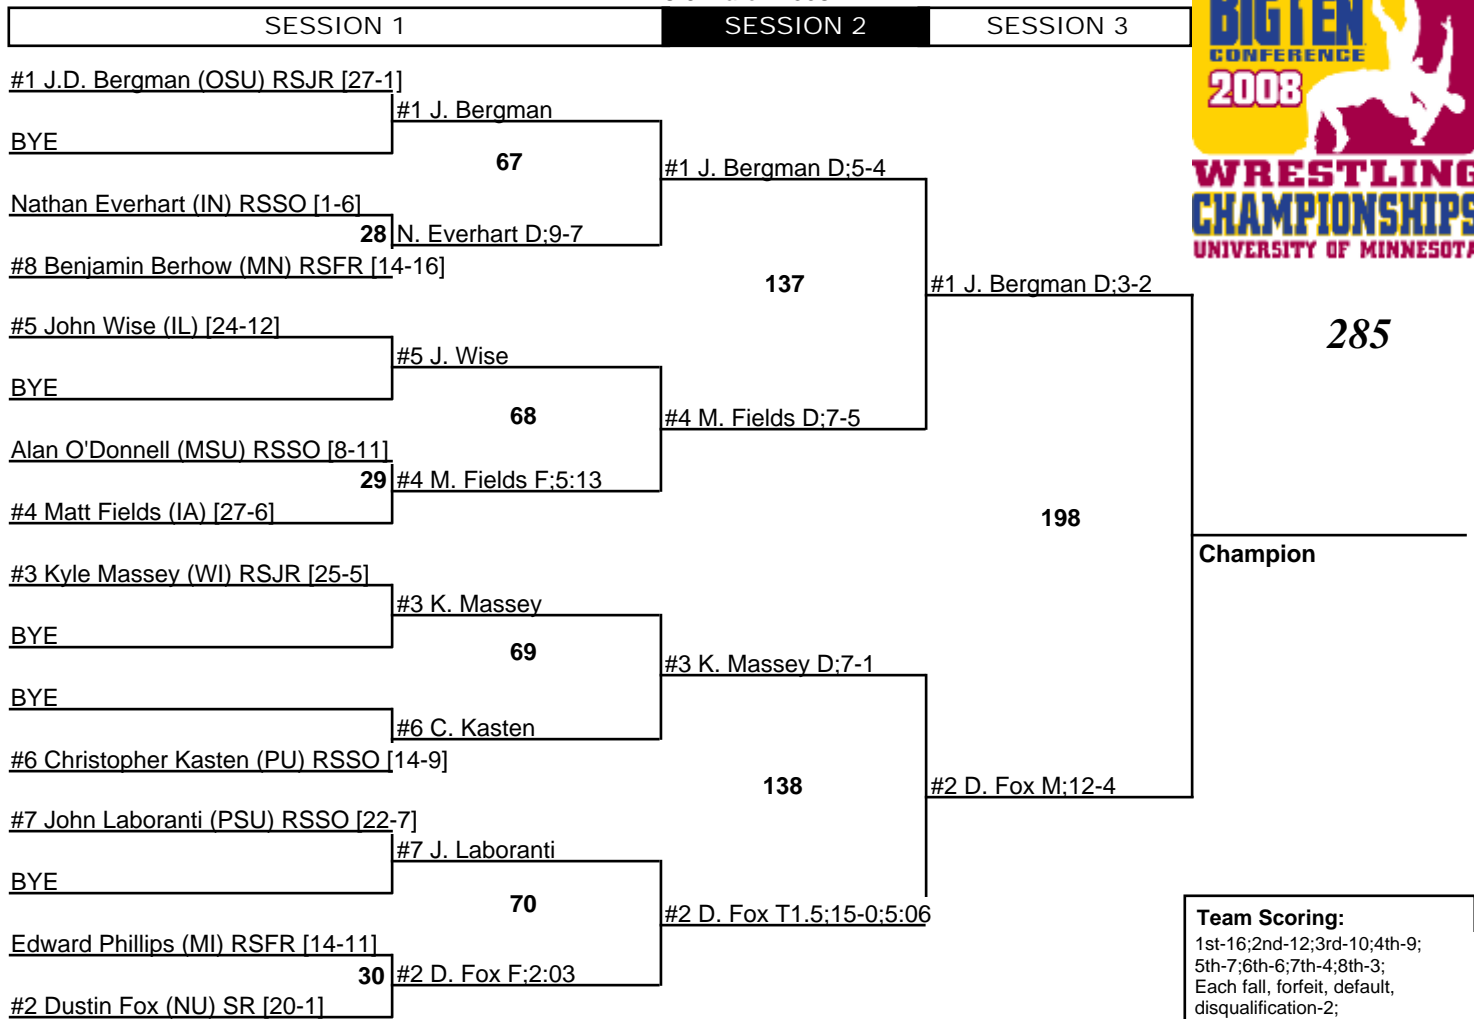 SESSION 1
SESSION 2
SESSION 3
BIG TEN
CONFERENCE
2008
WRESTLING
CHAMPIONSHIPS
UNIVERSITY OF MINNESOTA
285
#1 J.D. Bergman (OSU) RSJR [27-1]
#1 J. Bergman
BYE
67
#1 J. Bergman D;5-4
Nathan Everhart (IN) RSSO [1-6]
28 N. Everhart D;9-7
#8 Benjamin Berhow (MN) RSFR [14-16]
137
#1 J. Bergman D;3-2
#5 John Wise (IL) [24-12]
#5 J. Wise
BYE
68
#4 M. Fields D;7-5
Alan O'Donnell (MSU) RSSO [8-11]
29 #4 M. Fields F;5:13
#4 Matt Fields (IA) [27-6]
198
Champion
#3 Kyle Massey (WI) RSJR [25-5]
#3 K. Massey
BYE
69
#3 K. Massey D;7-1
BYE
#6 C. Kasten
#6 Christopher Kasten (PU) RSSO [14-9]
138
#2 D. Fox M;12-4
#7 John Laboranti (PSU) RSSO [22-7]
#7 J. Laboranti
BYE
70
#2 D. Fox T1.5;15-0;5:06
Edward Phillips (MI) RSFR [14-11]
30 #2 D. Fox F;2:03
#2 Dustin Fox (NU) SR [20-1]
Team Scoring:
1st-16;2nd-12;3rd-10;4th-9;
5th-7;6th-6;7th-4;8th-3;
Each fall, forfeit, default,
disqualification-2;